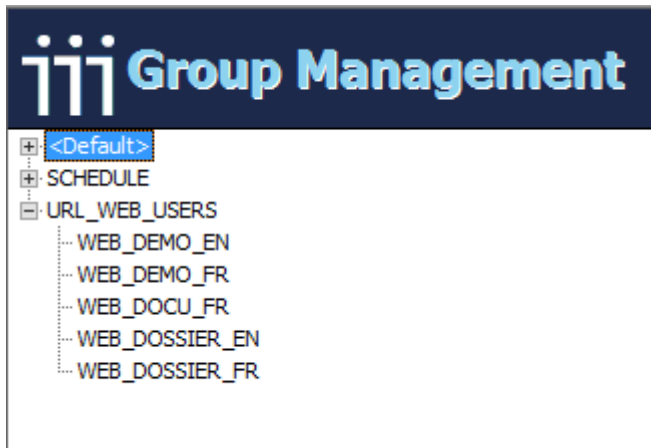 Group Management
<Default>
SCHEDULE
URL_WEB_USERS
WEB_DEMO_EN
WEB_DEMO_FR
WEB_DOCU_FR
WEB_DOSSIER_EN
WEB_DOSSIER_FR